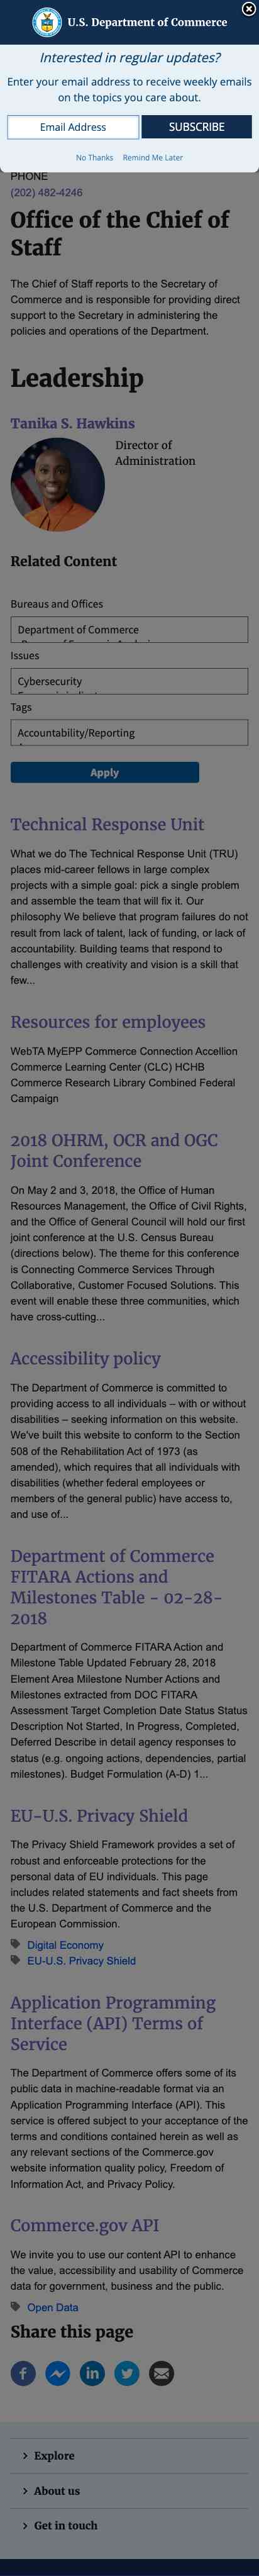 U.S. Department of Commerce
Interested in regular updates?
Enter your email address to receive weekly emails
on the topics you care about.
Email Address
SUBSCRIBE
No Thanks Remind Me Later
PHONE
(202) 482-4246
Office of the Chief of
Staff
The Chief of Staff reports to the Secretary of
Commerce and is responsible for providing direct
support to the Secretary in administering the
policies and operations of the Department.
Leadership
Tanika S. Hawkins
Director of
Administration
Related Content
Bureaus and Offices
Department of Commerce
Issues
Cybersecurity
Tags
Accountability/Reporting
Apply
Technical Response Unit
What we do The Technical Response Unit (TRU)
places mid-career fellows in large complex
projects with a simple goal: pick a single problem
and assemble the team that will fix it. Our
philosophy We believe that program failures do not
result from lack of talent, lack of funding, or lack of
accountability. Building teams that respond to
challenges with creativity and vision is a skill that
few...
Resources for employees
WebTA MyEPP Commerce Connection Accellion
Commerce Learning Center (CLC) HCHB
Commerce Research Library Combined Federal
Campaign
2018 OHRM, OCR and OGC
Joint Conference
On May 2 and 3, 2018, the Office of Human
Resources Management, the Office of Civil Rights,
and the Office of General Council will hold our first
joint conference at the U.S. Census Bureau
(directions below). The theme for this conference
is Connecting Commerce Services Through
Collaborative, Customer Focused Solutions. This
event will enable these three communities, which
have cross-cutting...
Accessibility policy
The Department of Commerce is committed to
providing access to all individuals – with or without
disabilities – seeking information on this website.
We've built this website to conform to the Section
508 of the Rehabilitation Act of 1973 (as
amended), which requires that all individuals with
disabilities (whether federal employees or
members of the general public) have access to,
and use of...
Department of Commerce
FITARA Actions and
Milestones Table - 02-28-
2018
Department of Commerce FITARA Action and
Milestone Table Updated February 28, 2018
Element Area Milestone Number Actions and
Milestones extracted from DOC FITARA
Assessment Target Completion Date Status Status
Description Not Started, In Progress, Completed,
Deferred Describe in detail agency responses to
status (e.g. ongoing actions, dependencies, partial
milestones). Budget Formulation (A-D) 1...
EU-U.S. Privacy Shield
The Privacy Shield Framework provides a set of
robust and enforceable protections for the
personal data of EU individuals. This page
includes related statements and fact sheets from
the U.S. Department of Commerce and the
European Commission.
Digital Economy
EU-U.S. Privacy Shield
Application Programming
Interface (API) Terms of
Service
The Department of Commerce offers some of its
public data in machine-readable format via an
Application Programming Interface (API). This
service is offered subject to your acceptance of the
terms and conditions contained herein as well as
any relevant sections of the Commerce.gov
website information quality policy, Freedom of
Information Act, and Privacy Policy.
Commerce.gov API
We invite you to use our content API to enhance
the value, accessibility and usability of Commerce
data for government, business and the public.
Open Data
Share this page
Explore
About us
Get in touch